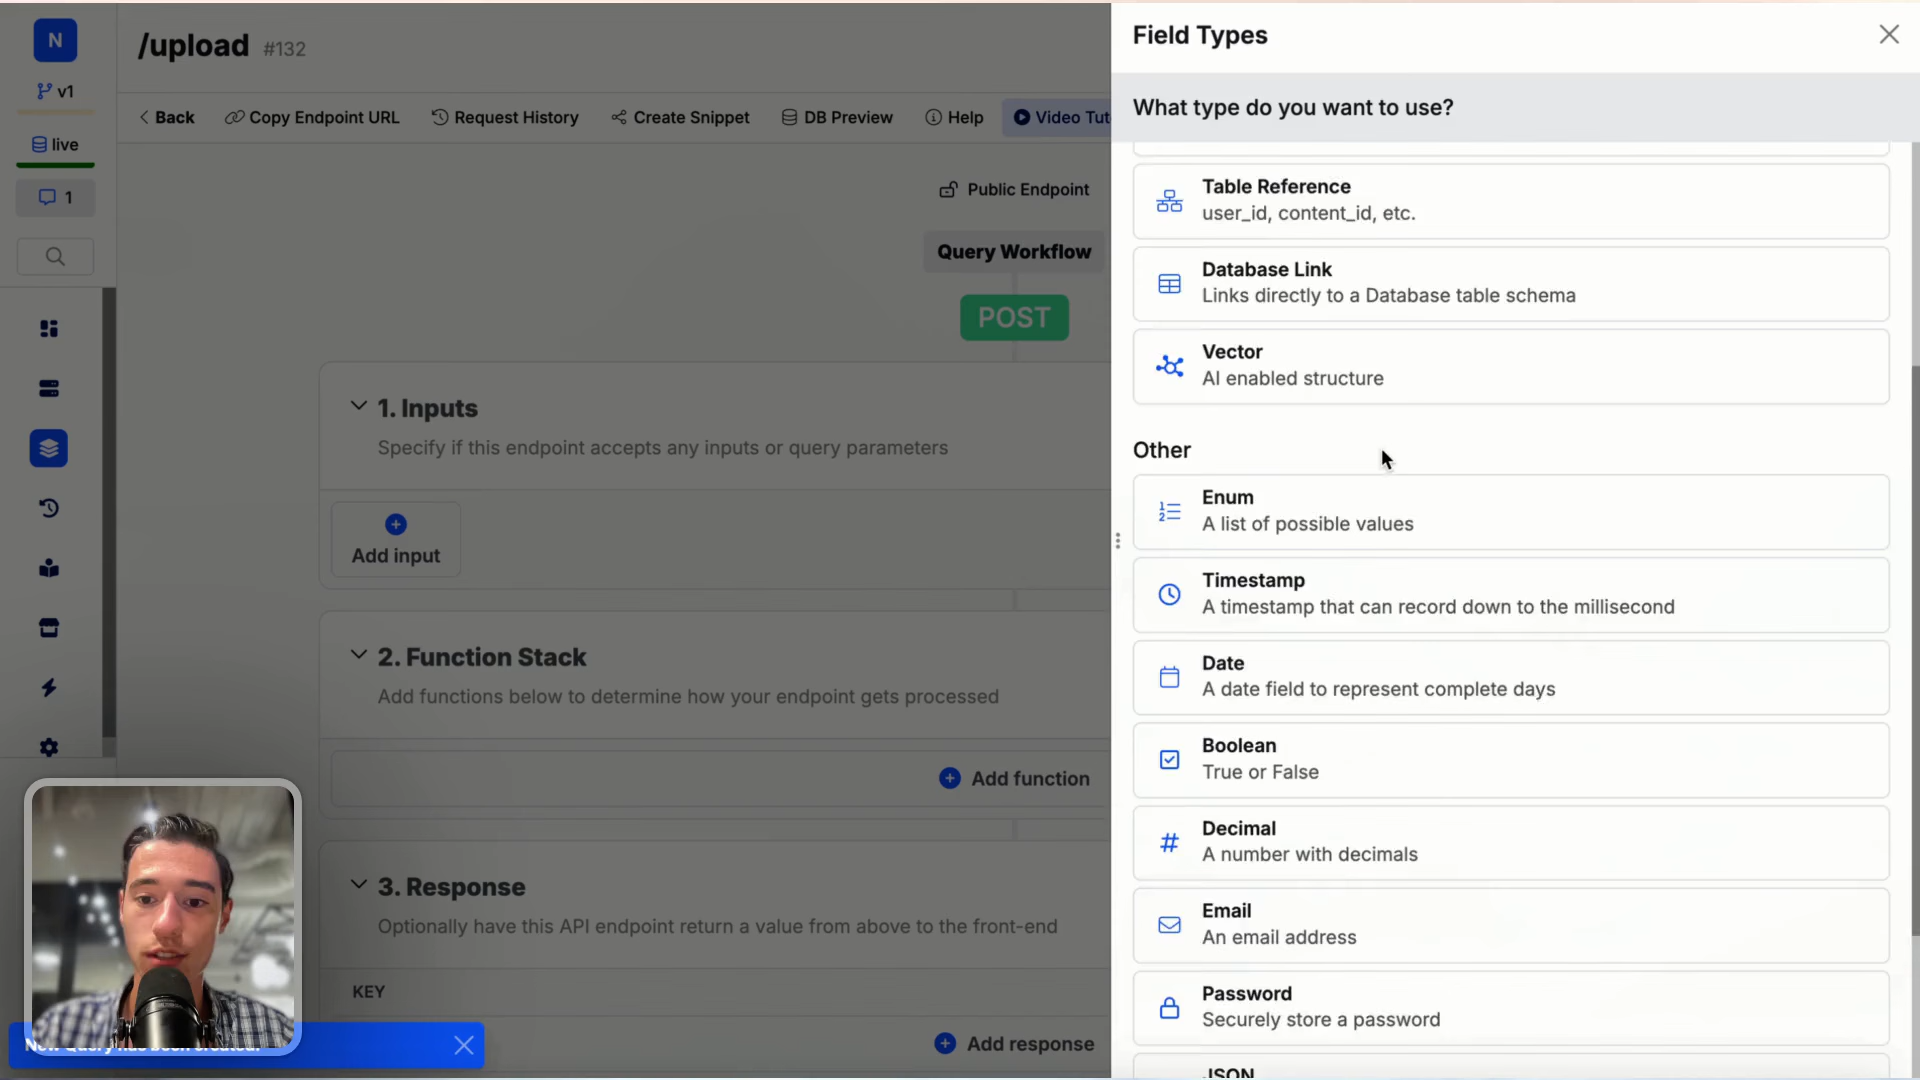 N
/upload #132
v1
live
1
Back
Copy Endpoint URL
Request History
Create Snippet
DB Preview
Help
Video Tut
Public Endpoint
Query Workflow
POST
1. Inputs
Specify if this endpoint accepts any inputs or query parameters
Add input
2. Function Stack
Add functions below to determine how your endpoint gets processed
Add function
3. Response
Optionally have this API endpoint return a value from above to the front-end
KEY
Add response
Field Types
What type do you want to use?
Table Reference
user_id, content_id, etc.
Database Link
Links directly to a Database table schema
Vector
AI enabled structure
Other
Enum
A list of possible values
Timestamp
A timestamp that can record down to the millisecond
Date
A date field to represent complete days
Boolean
True or False
Decimal
A number with decimals
Email
An email address
Password
Securely store a password
JSON